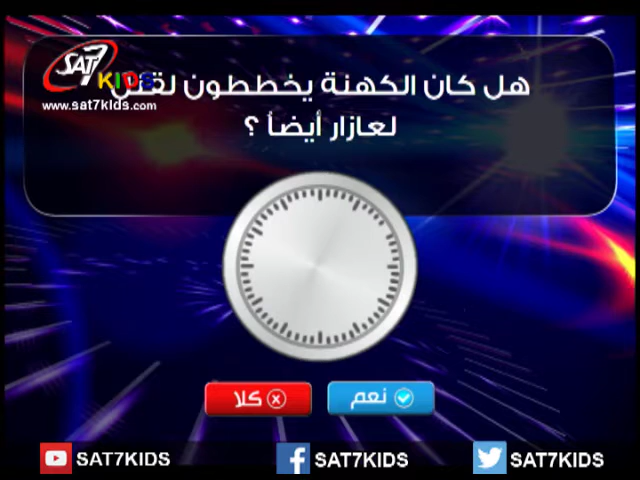 SAT7
KIDS
www.sat7kids.com
هل كان الكهنة يخططون لقتل
لعازار أيضاً ؟
كلا
نعم
SAT7KIDS
SAT7KIDS
SAT7KIDS